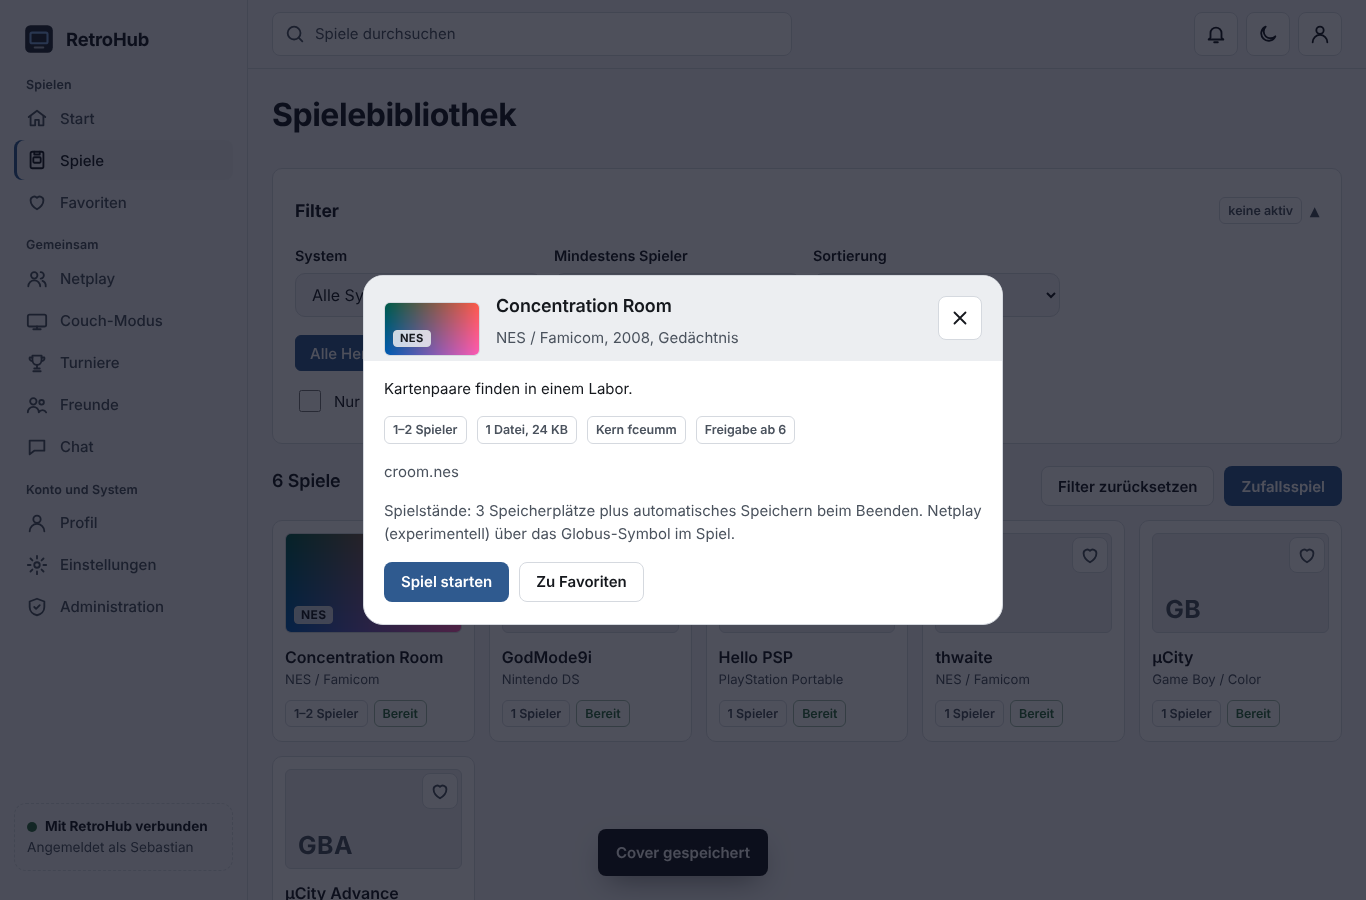 RetroHub
Spiele durchsuchen
Spielen
Start
Spiele
Favoriten
Gemeinsam
Netplay
Couch-Modus
Turniere
Freunde
Chat
Konto und System
Profil
Einstellungen
Administration
Mit RetroHub verbunden
Angemeldet als Sebastian
Spielebibliothek
Filter
keine aktiv ▲
System
Mindestens Spieler
Sortierung
Alle Sy
Alle He
Nur
NES
Concentration Room
NES / Famicom, 2008, Gedächtnis
Kartenpaare finden in einem Labor.
1–2 Spieler
1 Datei, 24 KB
Kern fceumm
Freigabe ab 6
croom.nes
Spielstände: 3 Speicherplätze plus automatisches Speichern beim Beenden. Netplay
(experimentell) über das Globus-Symbol im Spiel.
Spiel starten
Zu Favoriten
6 Spiele
Filter zurücksetzen
Zufallsspiel
NES
Concentration Room
NES / Famicom
1–2 Spieler
Bereit
GodMode9i
Nintendo DS
1 Spieler
Bereit
Hello PSP
PlayStation Portable
1 Spieler
Bereit
thwaite
NES / Famicom
1 Spieler
Bereit
GB
µCity
Game Boy / Color
1 Spieler
Bereit
GBA
µCity Advance
Cover gespeichert